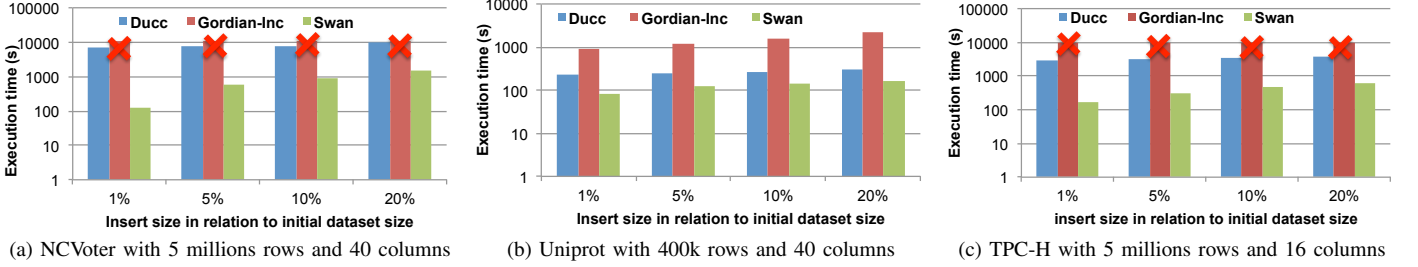 100000
10000
1000
100
10
1
Execution time (s)
Ducc Gordian-Inc Swan
1% 5% 10% 20%
Insert size in relation to initial dataset size
(a) NCVoter with 5 millions rows and 40 columns
10000
1000
100
10
1
Execution time (s)
Ducc Gordian-Inc Swan
1% 5% 10% 20%
Insert size in relation to initial dataset size
(b) Uniprot with 400k rows and 40 columns
100000
10000
1000
100
10
1
Execution time (s)
Ducc Gordian-Inc Swan
1% 5% 10% 20%
insert size in relation to initial dataset size
(c) TPC-H with 5 millions rows and 16 columns